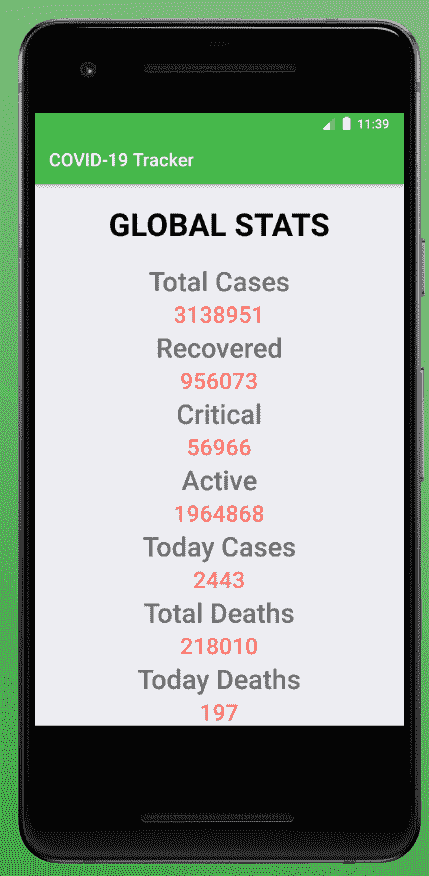 11:39
COVID-19 Tracker
GLOBAL STATS
Total Cases
3138951
Recovered
956073
Critical
56966
Active
1964868
Today Cases
2443
Total Deaths
218010
Today Deaths
197